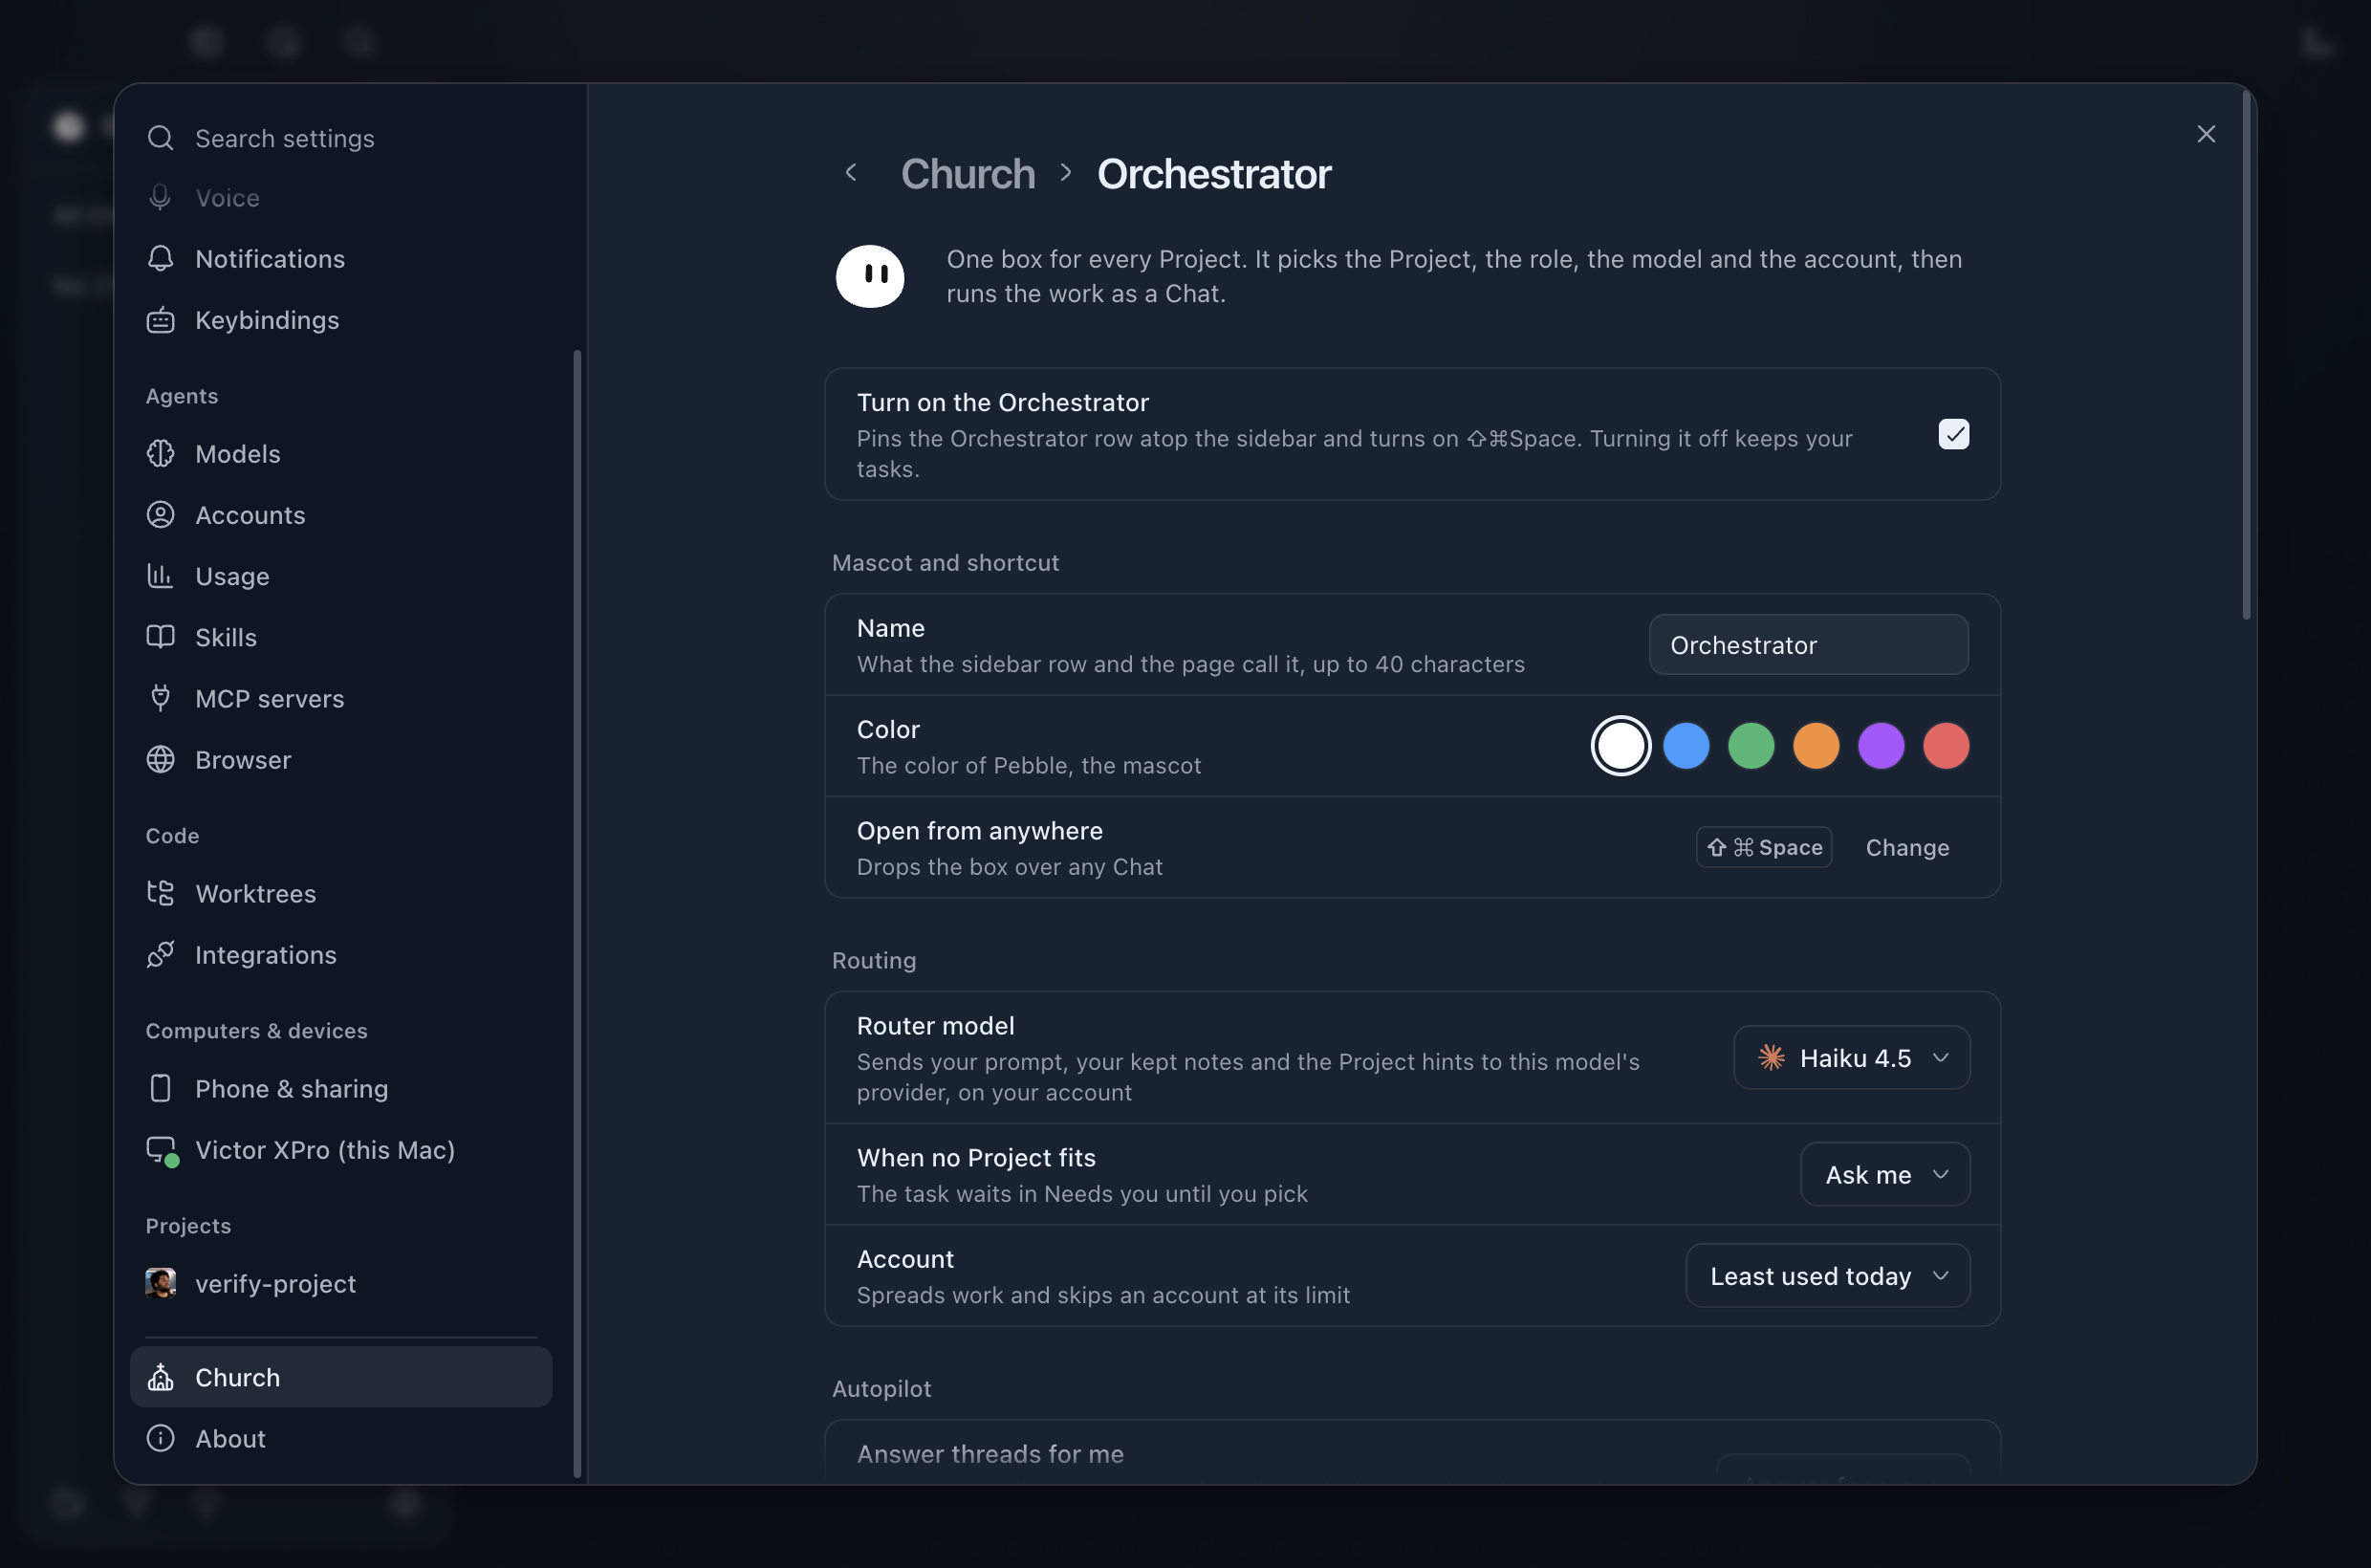 Search settings
Voice
Notifications
Keybindings
Agents
Models
Accounts
Usage
Skills
MCP servers
Browser
Code
Worktrees
Integrations
Computers & devices
Phone & sharing
Victor XPro (this Mac)
Projects
verify-project
Church
About
Church > Orchestrator
One box for every Project. It picks the Project, the role, the model and the account, then
runs the work as a Chat.
Turn on the Orchestrator
Pins the Orchestrator row atop the sidebar and turns on ⇧⌘Space. Turning it off keeps your
tasks.
Mascot and shortcut
Name
What the sidebar row and the page call it, up to 40 characters
Orchestrator
Color
The color of Pebble, the mascot
Open from anywhere
Drops the box over any Chat
⇧ ⌘ Space
Change
Routing
Router model
Sends your prompt, your kept notes and the Project hints to this model's
provider, on your account
Haiku 4.5
When no Project fits
The task waits in Needs you until you pick
Ask me
Account
Spreads work and skips an account at its limit
Least used today
Autopilot
Answer threads for me